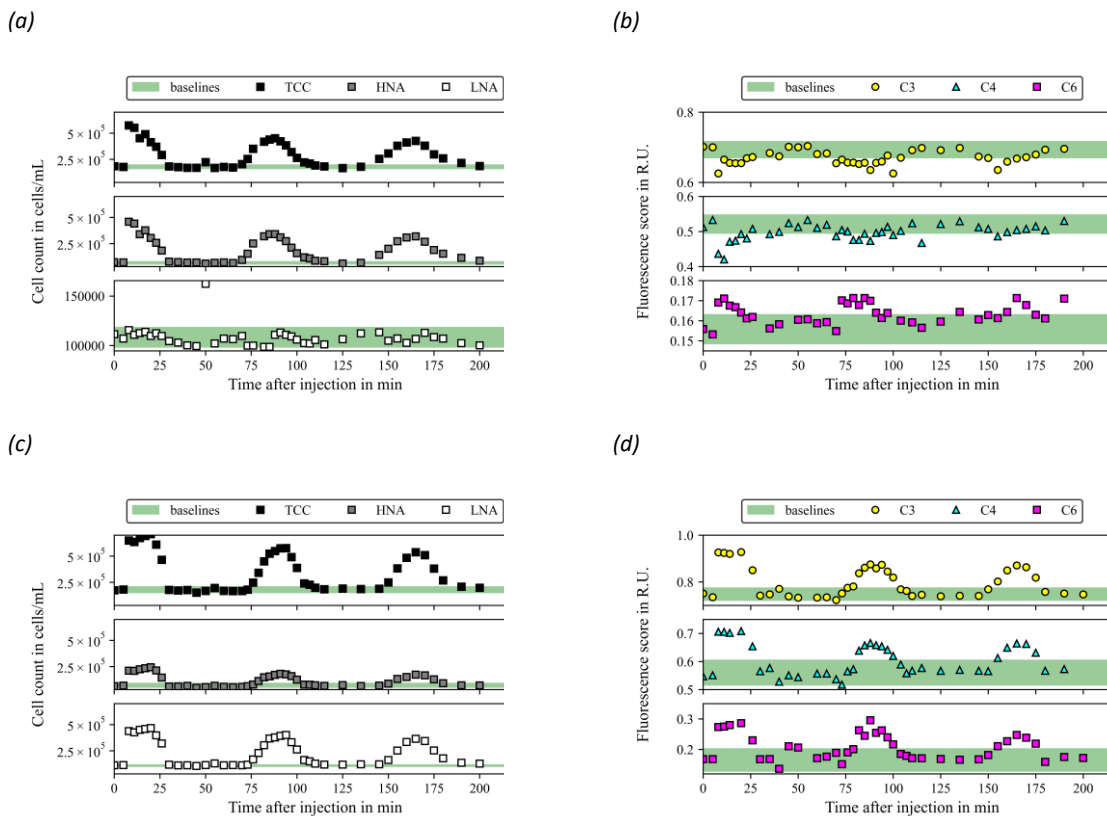 (a)
baselines TCC HNA LNA
Cell count in cells/mL
5 × 10⁵
2.5 × 10⁵
5 × 10⁵
2.5 × 10⁵
150000
100000
0 25 50 75 100 125 150 175 200
Time after injection in min
(b)
baselines C3 C4 C6
Fluorescence score in R.U.
0.8
0.6
0.5
0.4
0.17
0.16
0.15
0 25 50 75 100 125 150 175 200
Time after injection in min
(c)
baselines TCC HNA LNA
Cell count in cells/mL
5 × 10⁵
2.5 × 10⁵
5 × 10⁵
2.5 × 10⁵
5 × 10⁵
2.5 × 10⁵
0 25 50 75 100 125 150 175 200
Time after injection in min
(d)
baselines C3 C4 C6
Fluorescence score in R.U.
1.0
0.8
0.7
0.6
0.5
0.3
0.2
0 25 50 75 100 125 150 175 200
Time after injection in min